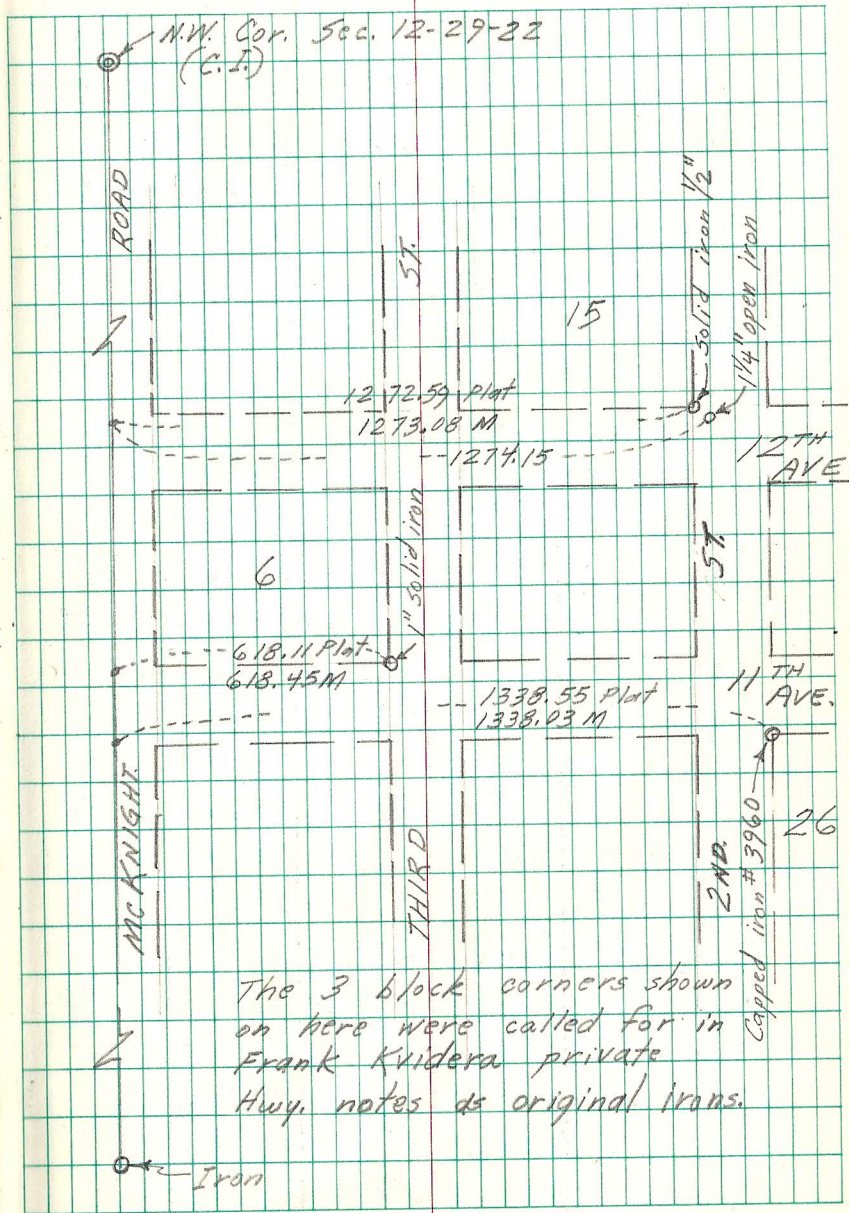 N.W. Cor. Sec. 12-29-22
(C.I.)
ROAD
ST.
15
Solid iron 1/2"
1 1/4" open iron
1272.59 Plat
1273.08 M
1274.15
12TH
AVE
6
1" solid iron
ST.
618.11 Plat
618.45M
1338.55 Plat
1338.03 M
11TH
AVE.
McKNIGHT
THIRD
2ND.
Capped iron #3960
26
The 3 block corners shown
on here were called for in
Frank Kvidera private
Hwy. notes as original irons.
Iron